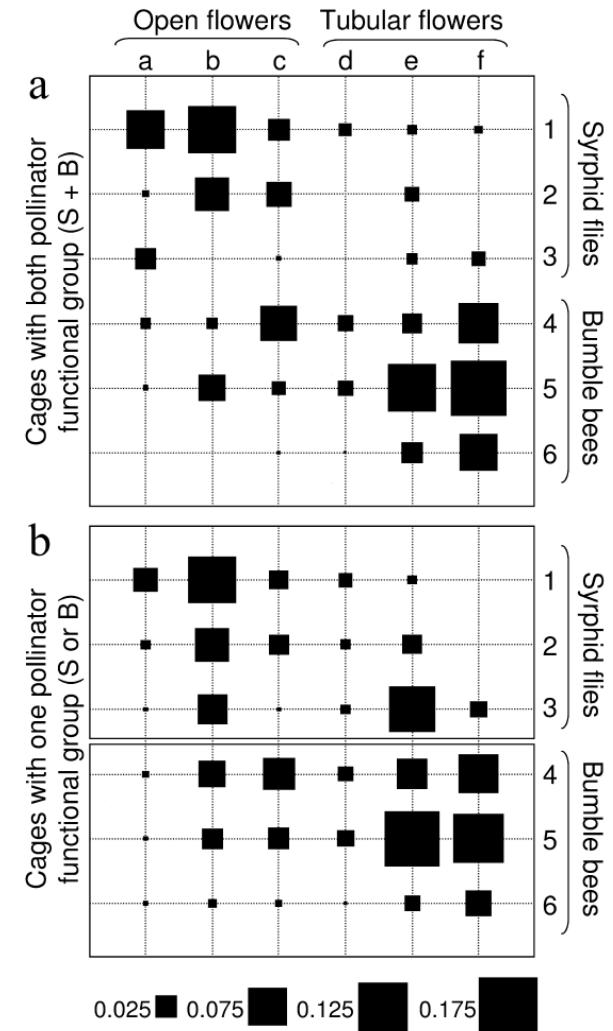 Open flowers Tubular flowers
a b c d e f
a
Cages with both pollinator
functional group (S + B)
1
2
3
Syrphid flies
4
5
6
Bumble bees
b
Cages with one pollinator
functional group (S or B)
1
2
3
Syrphid flies
4
5
6
Bumble bees
0.025 0.075 0.125 0.175